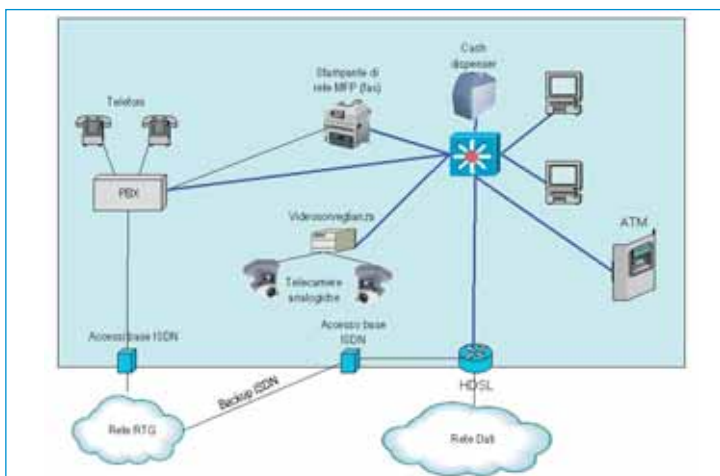 Cash
dispenser
Stampante di
rete MFP (fax)
Telefoni
PBX
Videosorveglianza
ATM
Telecamere
analogiche
Accesso base ISDN
Accesso base
ISDN
HDSL
Backup ISDN
Rete RTG
Rete Dati